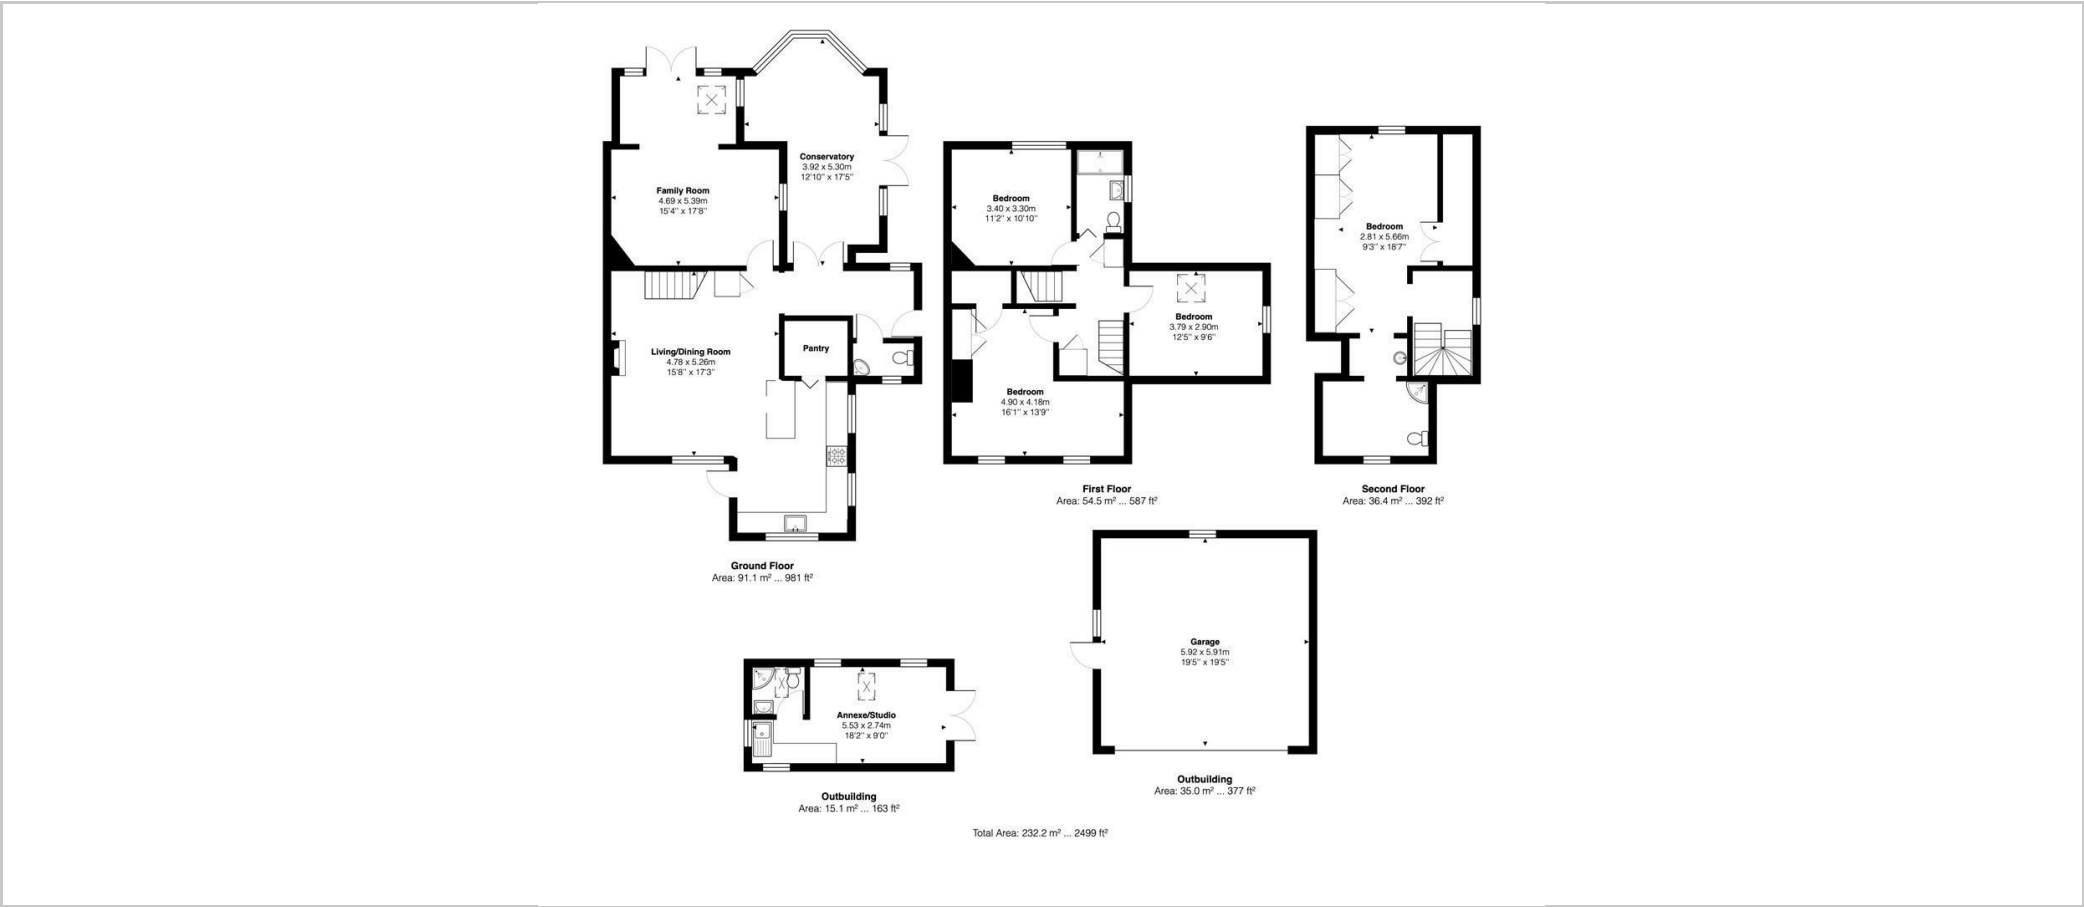 Conservatory
3.92 x 5.30m
12'10" x 17'5"
Family Room
4.69 x 5.39m
15'4" x 17'8"
Living/Dining Room
4.78 x 5.26m
15'8" x 17'3"
Pantry
Ground Floor
Area: 91.1 m² ... 981 ft²
Bedroom
3.40 x 3.30m
11'2" x 10'10"
Bedroom
3.79 x 2.90m
12'5" x 9'6"
Bedroom
4.90 x 4.18m
16'1" x 13'9"
First Floor
Area: 54.5 m² ... 587 ft²
Bedroom
2.81 x 5.66m
9'3" x 18'7"
Second Floor
Area: 36.4 m² ... 392 ft²
Annexe/Studio
5.53 x 2.74m
18'2" x 9'0"
Outbuilding
Area: 15.1 m² ... 163 ft²
Garage
5.92 x 5.91m
19'5" x 19'5"
Outbuilding
Area: 35.0 m² ... 377 ft²
Total Area: 232.2 m² ... 2499 ft²